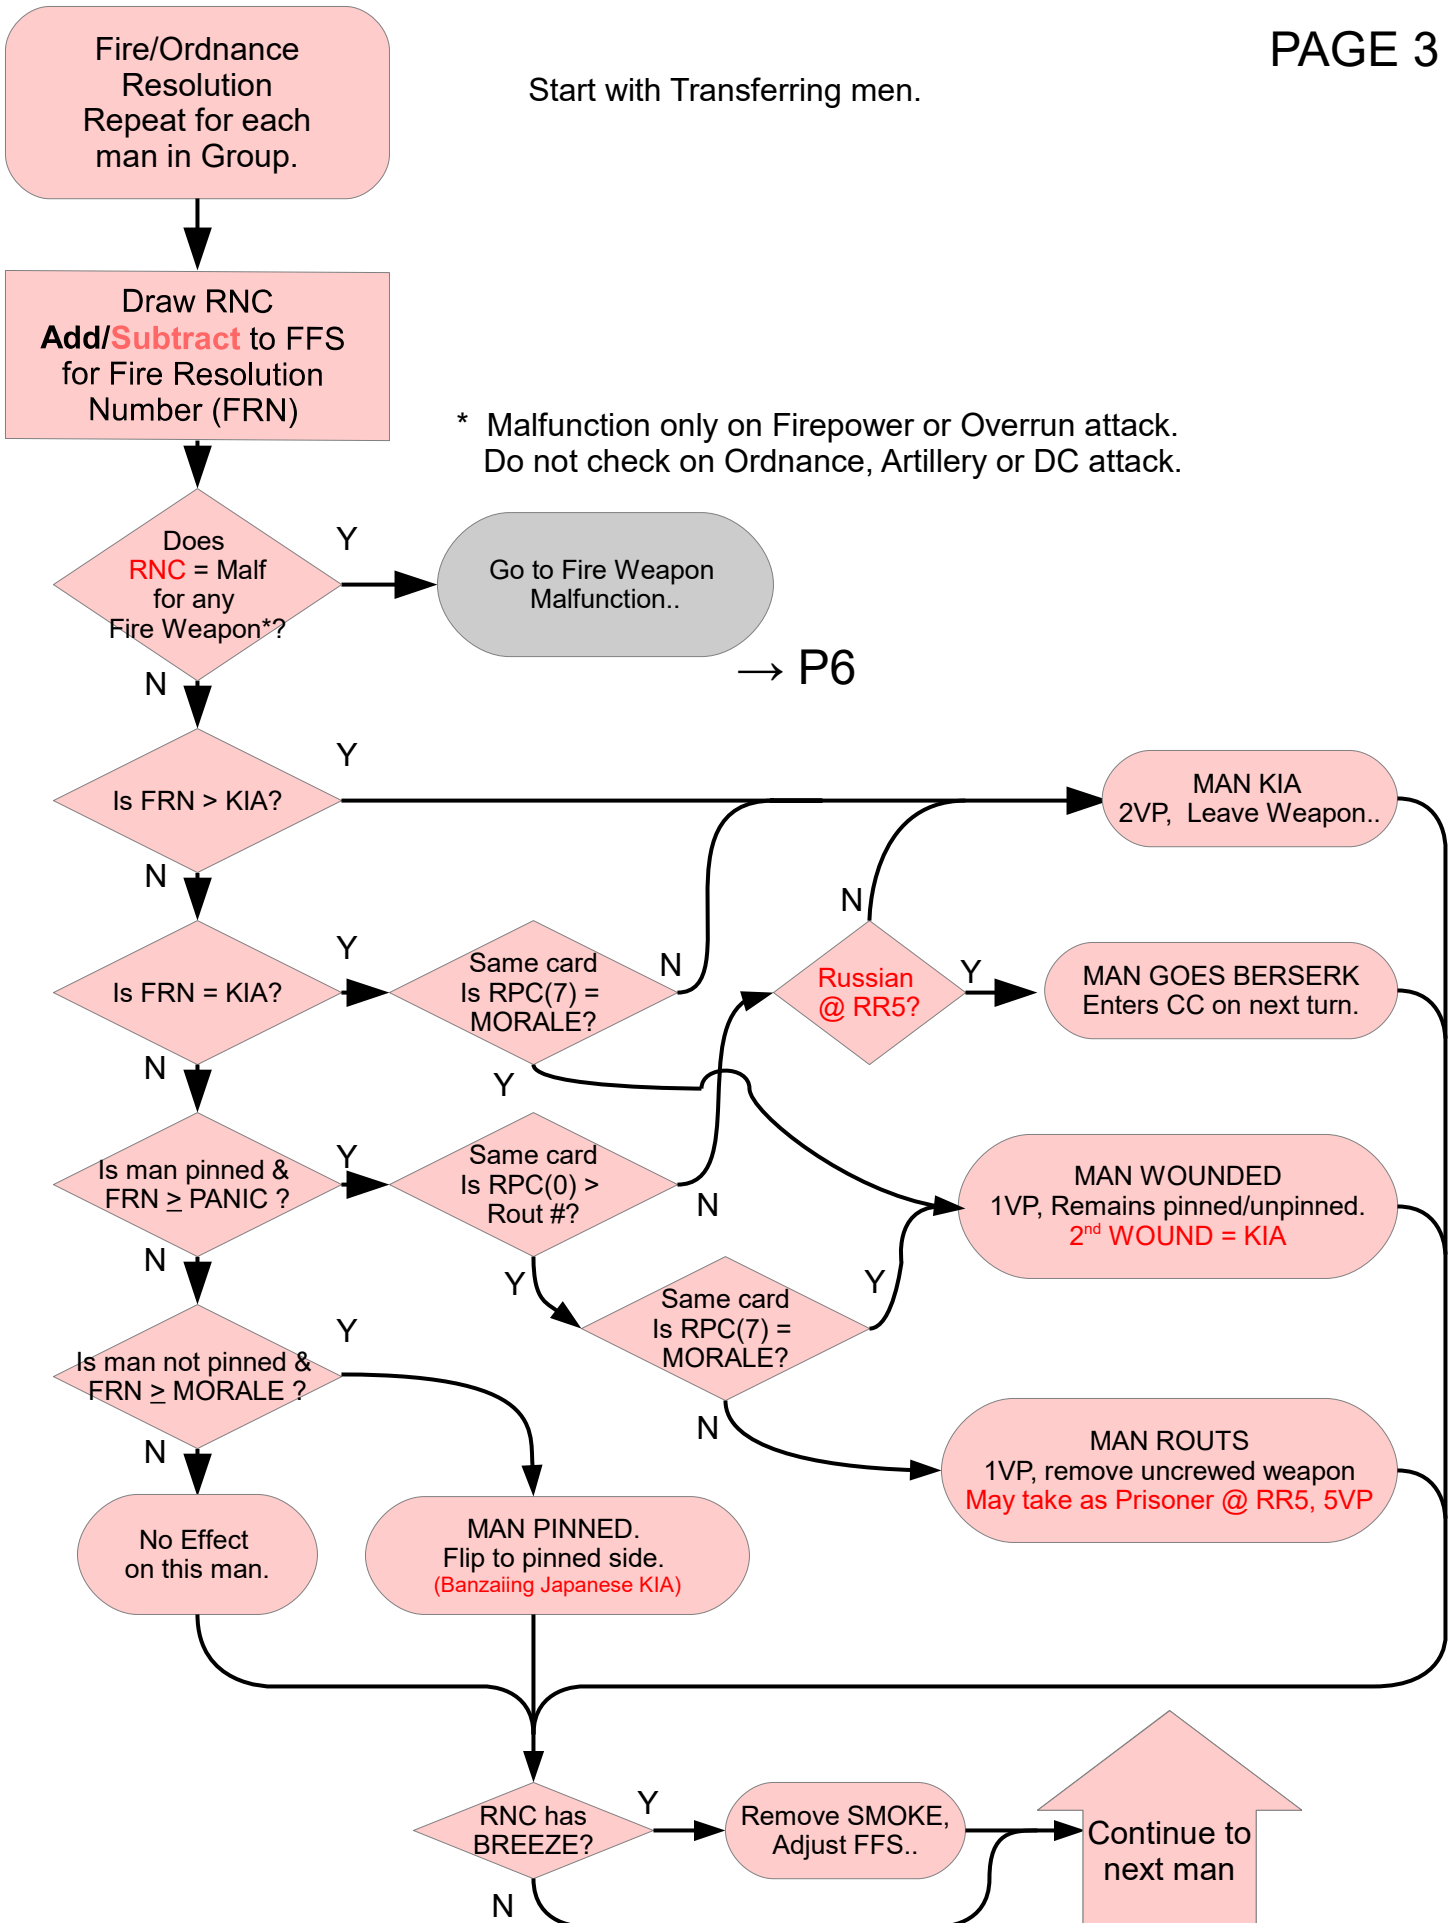 PAGE 3
Fire/Ordnance
Resolution
Repeat for each
man in Group.
Start with Transferring men.
Draw RNC
Add/Subtract to FFS
for Fire Resolution
Number (FRN)
* Malfunction only on Firepower or Overrun attack.
Do not check on Ordnance, Artillery or DC attack.
Does
RNC = Malf
for any
Fire Weapon*?
Y
Go to Fire Weapon
Malfunction..
→ P6
N
Is FRN > KIA?
Y
MAN KIA
2VP, Leave Weapon..
N
Is FRN = KIA?
Y
Same card
Is RPC(7) =
MORALE?
N
Y
N
Russian
@ RR5?
Y
MAN GOES BERSERK
Enters CC on next turn.
N
Is man pinned &
FRN ≥ PANIC ?
Y
Same card
Is RPC(0) >
Rout #?
N
Y
MAN WOUNDED
1VP, Remains pinned/unpinned.
2nd WOUND = KIA
N
Same card
Is RPC(7) =
MORALE?
Y
N
Is man not pinned &
FRN ≥ MORALE ?
Y
MAN ROUTS
1VP, remove uncrewed weapon
May take as Prisoner @ RR5, 5VP
N
No Effect
on this man.
MAN PINNED.
Flip to pinned side.
(Banzaiing Japanese KIA)
RNC has
BREEZE?
Y
Remove SMOKE,
Adjust FFS..
Continue to
next man
N